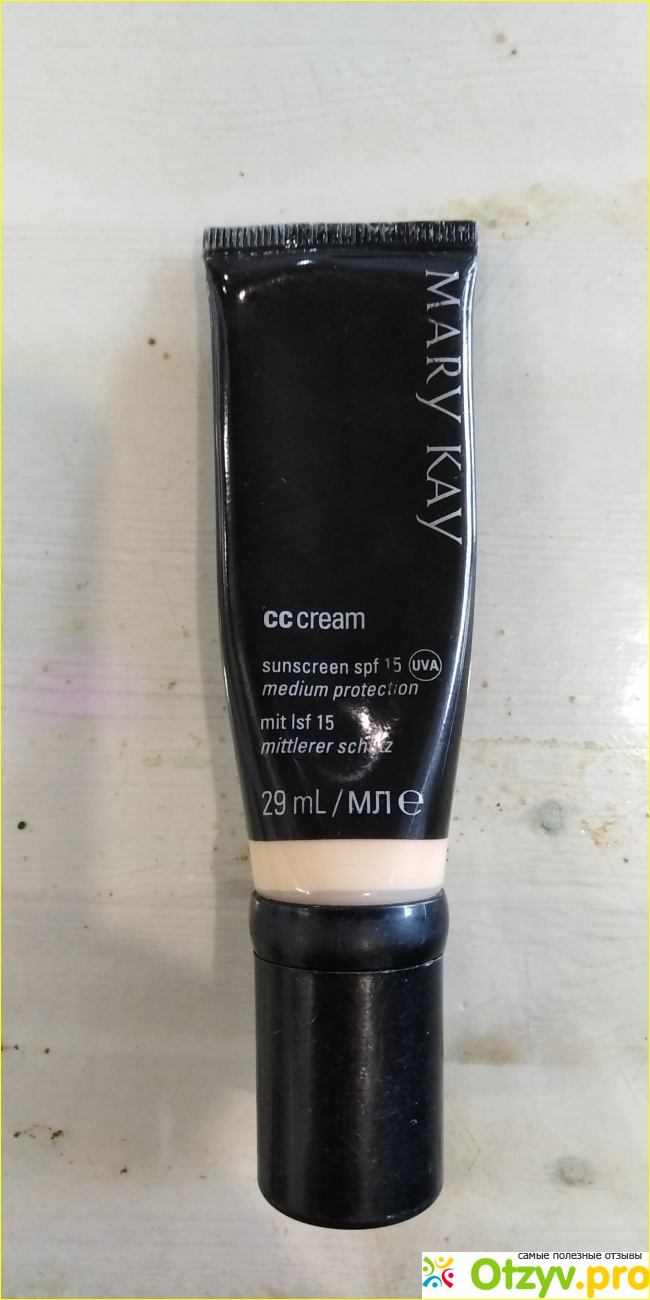 MARY KAY
cc cream
sunscreen spf 15 UVA
medium protection
mit lsf 15
mittlerer schutz
29 mL / МЛ ℮
самые полезные отзывы
Otzyv.pro